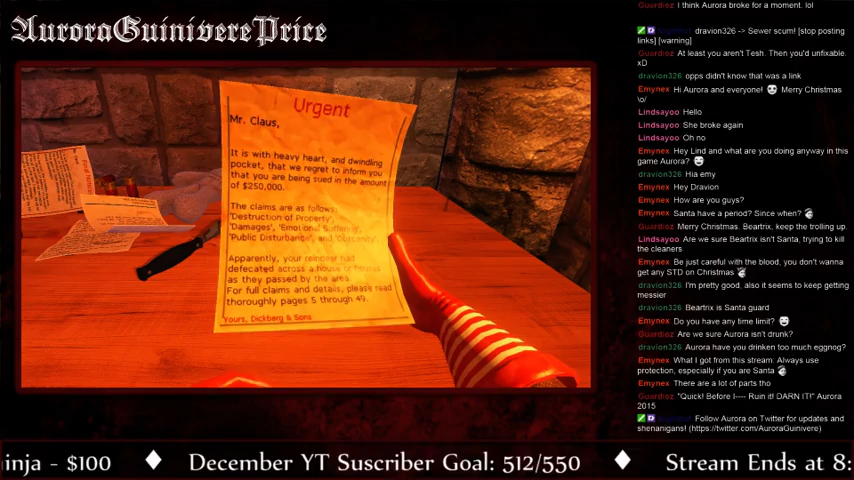 AuroraGuiniverePrice
Urgent
Mr. Claus,
It is with heavy heart, and dwindling
pocket, that we regret to inform you
that you are being sued in the amount
of $250,000.
The claims are as follows:
'Destruction of Property',
'Damages', 'Emotional Suffering',
'Public Disturbance', and 'Obscenity'.
Apparently, your reindeer had
defecated across a house of
as they passed by the area.
For full claims and details, please read
thoroughly pages 5 through 49.
Yours, Dickberg & Sons
Guardioz I think Aurora broke for a moment. lol
dravion326 -> Sewer scum! [stop posting
links] [warning]
Guardioz At least you aren't Tesh. Then you'd unfixable.
xD
dravion326 opps didn't know that was a link
Emynex Hi Aurora and everyone! Merry Christmas
\o/
Lindsayoo Hello
Lindsayoo She broke again
Lindsayoo Oh no
Emynex Hey Lind and what are you doing anyway in this
game Aurora?
dravion326 Hia emy
Emynex Hey Dravion
Emynex How are you guys?
Emynex Santa have a period? Since when?
Guardioz Merry Christmas. Beartrix, keep the trolling up.
Lindsayoo Are we sure Beartrix isn't Santa, trying to kill
the cleaners
Emynex Be just careful with the blood, you don't wanna
get any STD on Christmas
dravion326 I'm pretty good, also it seems to keep getting
messier
dravion326 Beartrix is Santa guard
Emynex Do you have any time limit?
Guardioz Are we sure Aurora isn't drunk?
dravion326 Aurora have you drinken too much eggnog?
Emynex What I got from this stream: Always use
protection, especially if you are Santa
Emynex There are a lot of parts tho
Guardioz "Quick! Before I---- Ruin it! DARN IT!" Aurora
2015
Follow Aurora on Twitter for updates and
shenanigans! (https://twitter.com/AuroraGuinivere)
inja - $100 ♦ December YT Suscriber Goal: 512/550 ♦ Stream Ends at 8: